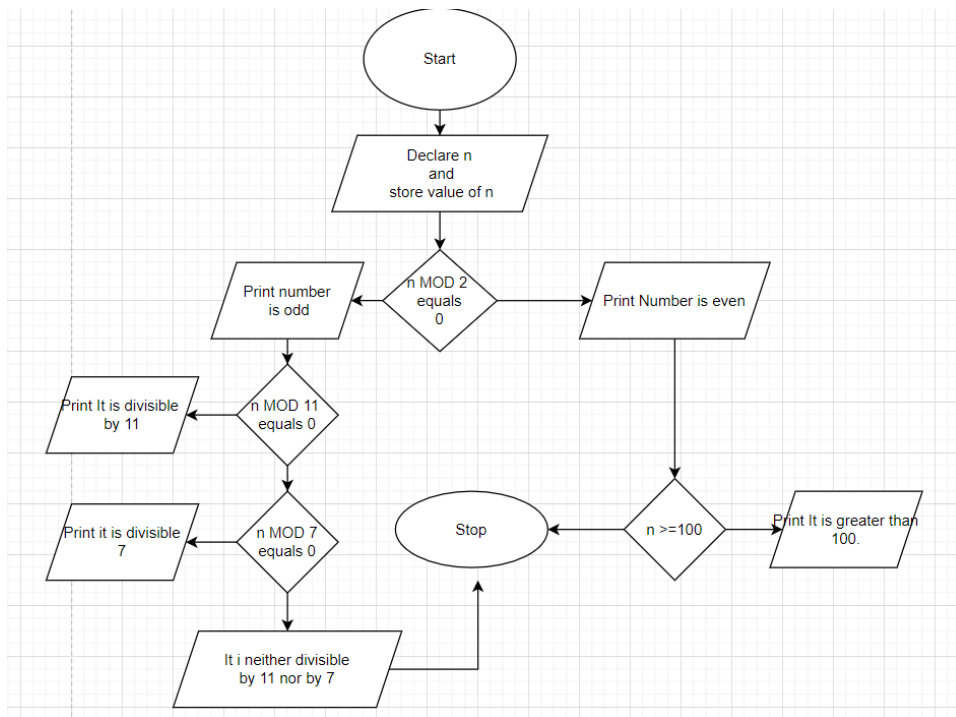 Start
Declare n
and
store value of n
n MOD 2
equals
0
Print number
is odd
Print Number is even
n MOD 11
equals 0
Print It is divisible
by 11
n MOD 7
equals 0
Print it is divisible
7
Stop
n >=100
Print It is greater than
100.
It i neither divisible
by 11 nor by 7